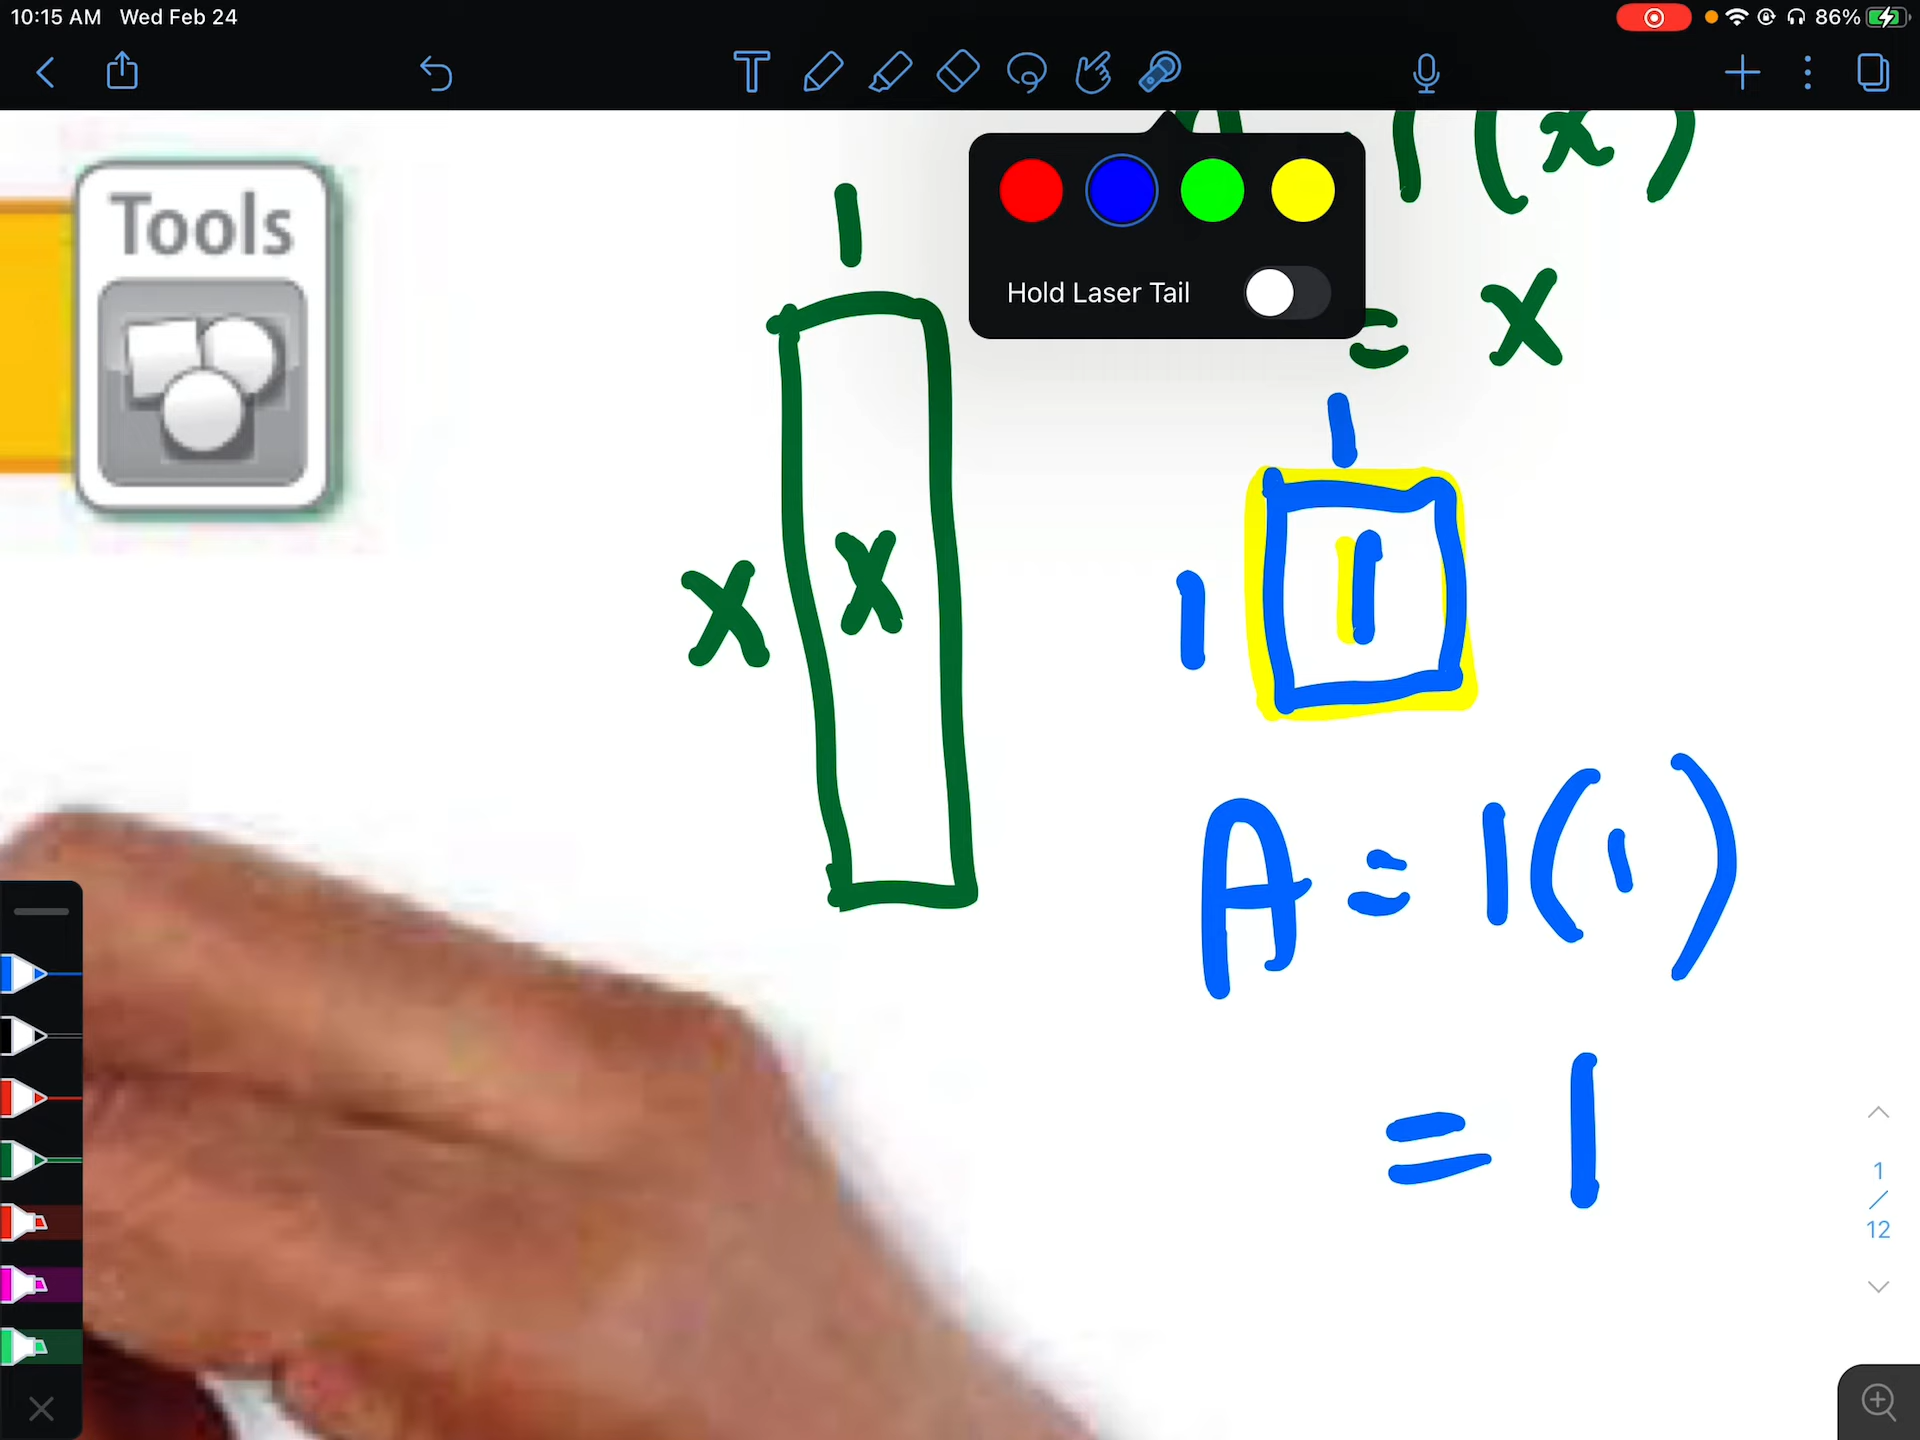 10:15 AM Wed Feb 24
86%
T
1(x)
Tools
1
Hold Laser Tail
= x
1
x
x
1
1
A = 1(1)
= 1
1
/
12